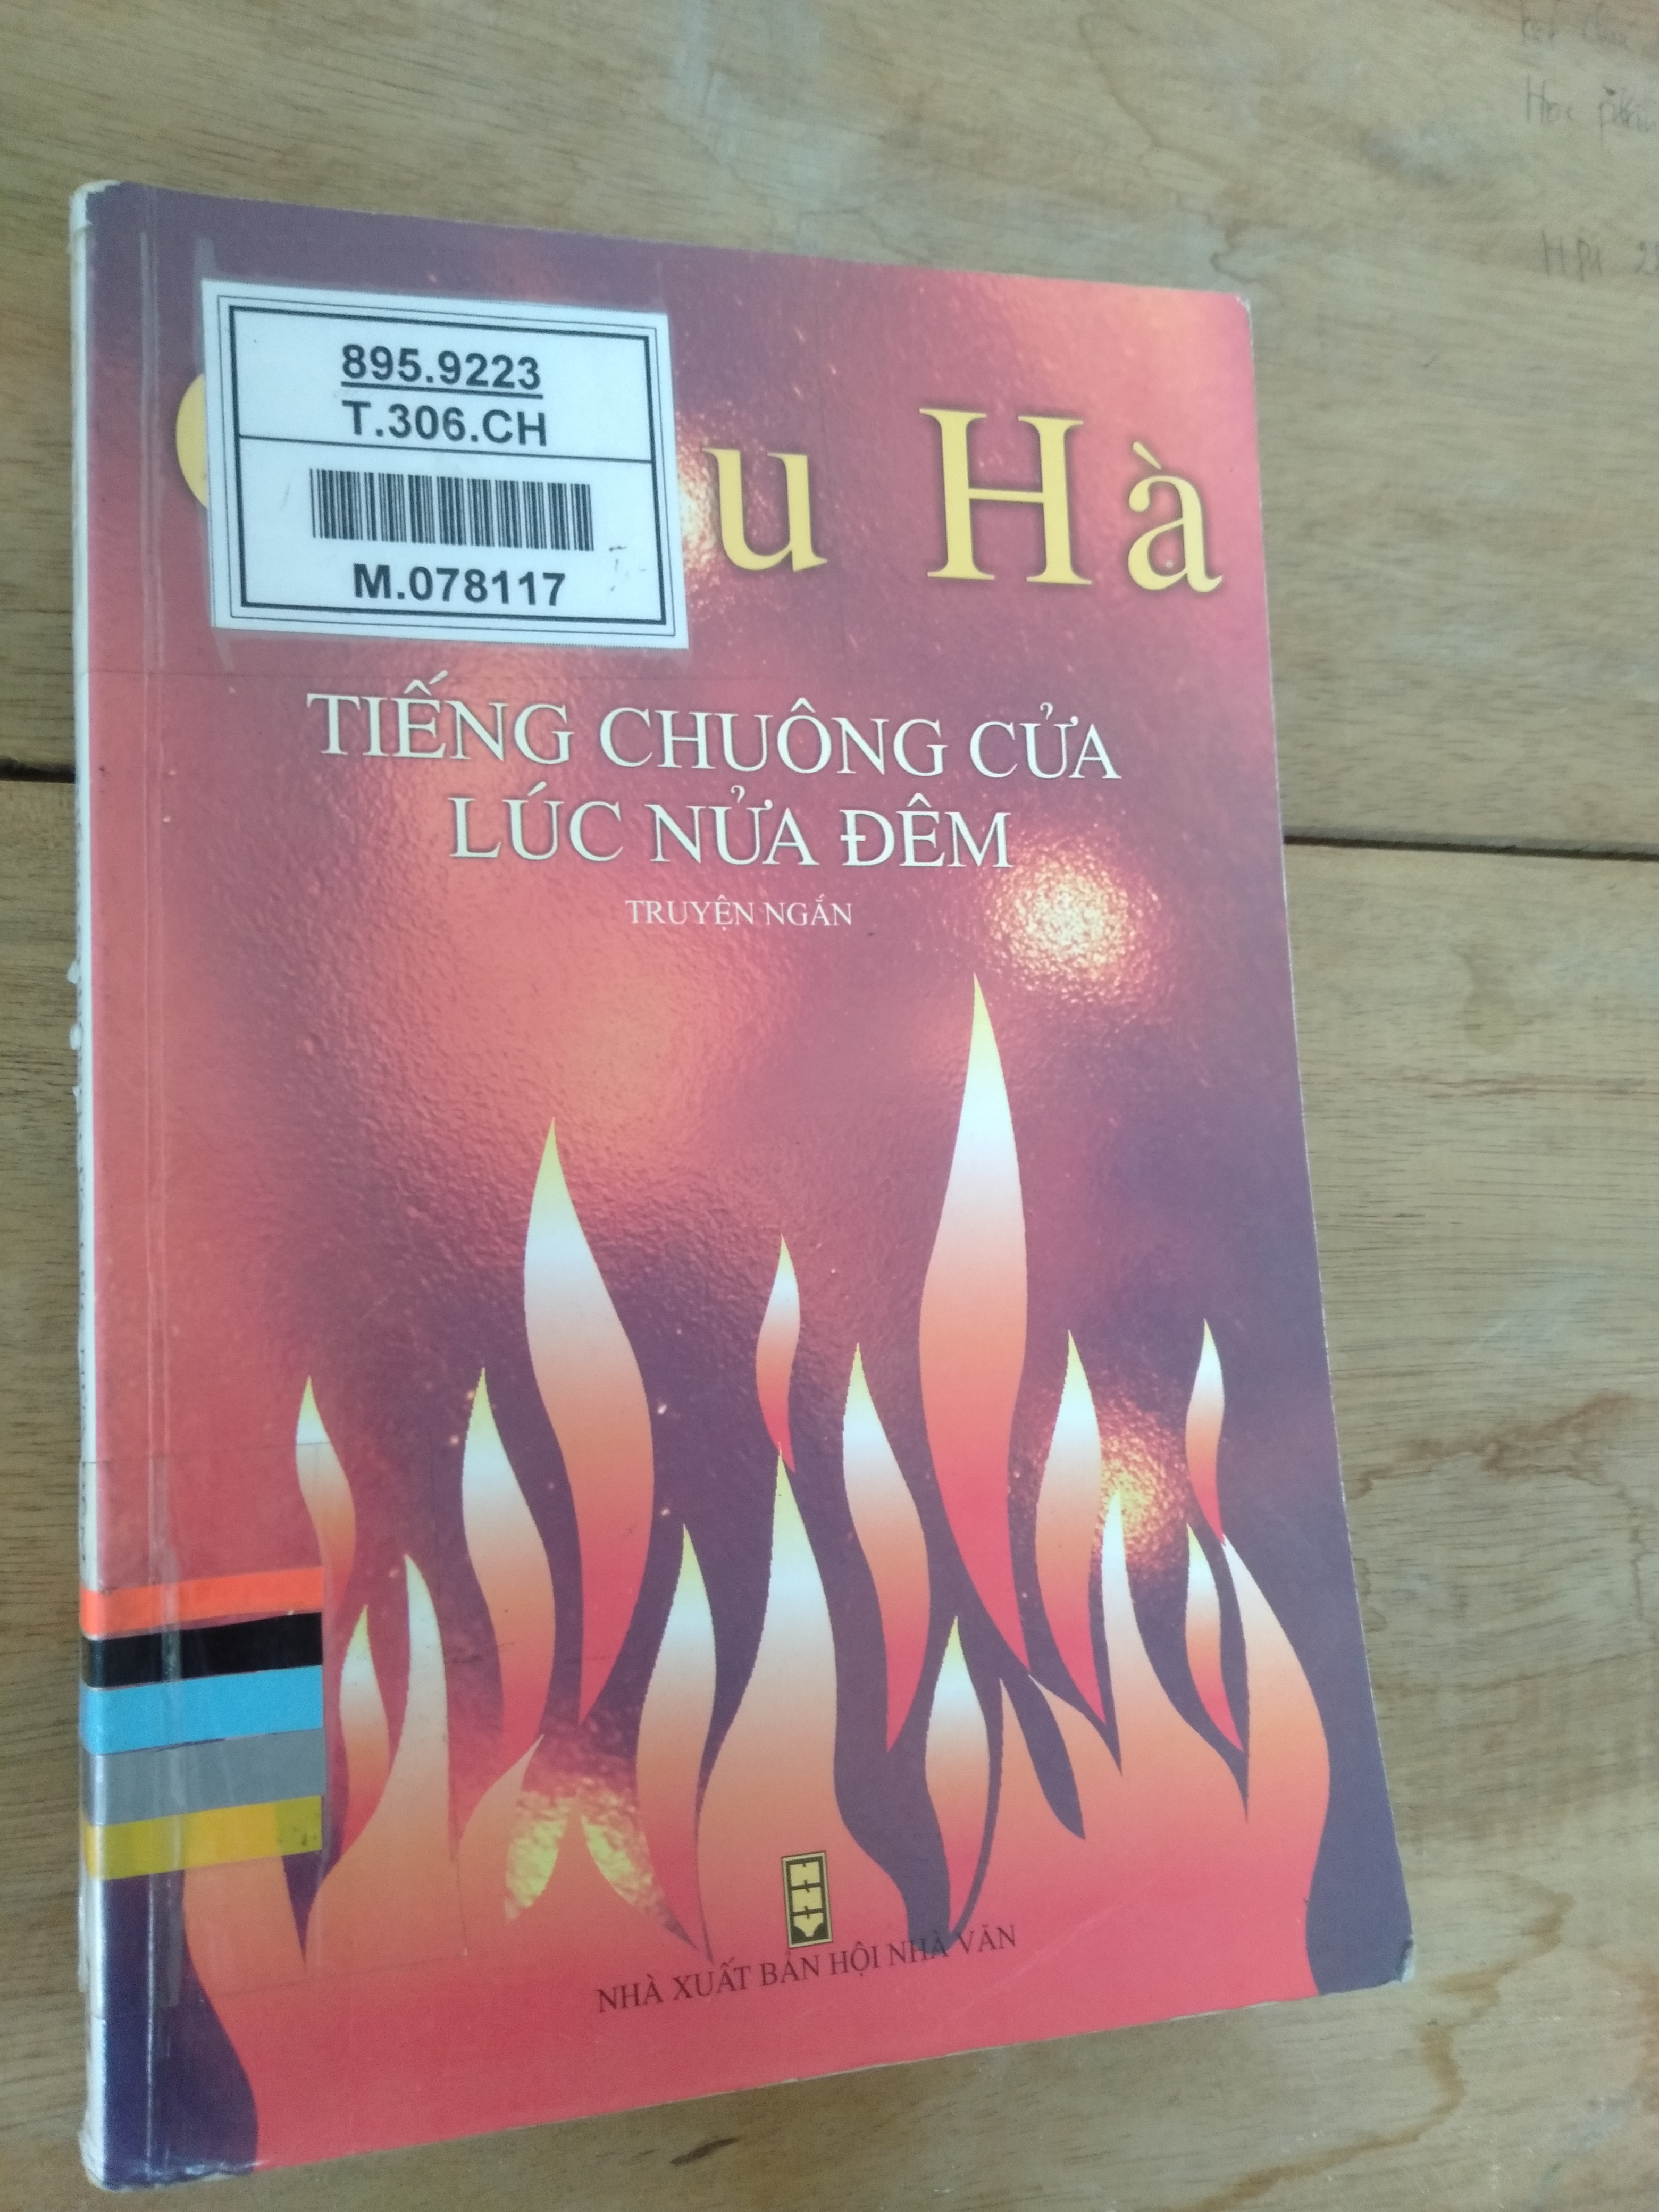 895.9223
T.306.CH
M.078117
u Hà
TIẾNG CHUÔNG CỬA
LÚC NỬA ĐÊM
TRUYỆN NGẮN
NHÀ XUẤT BẢN HỘI NHÀ VĂN